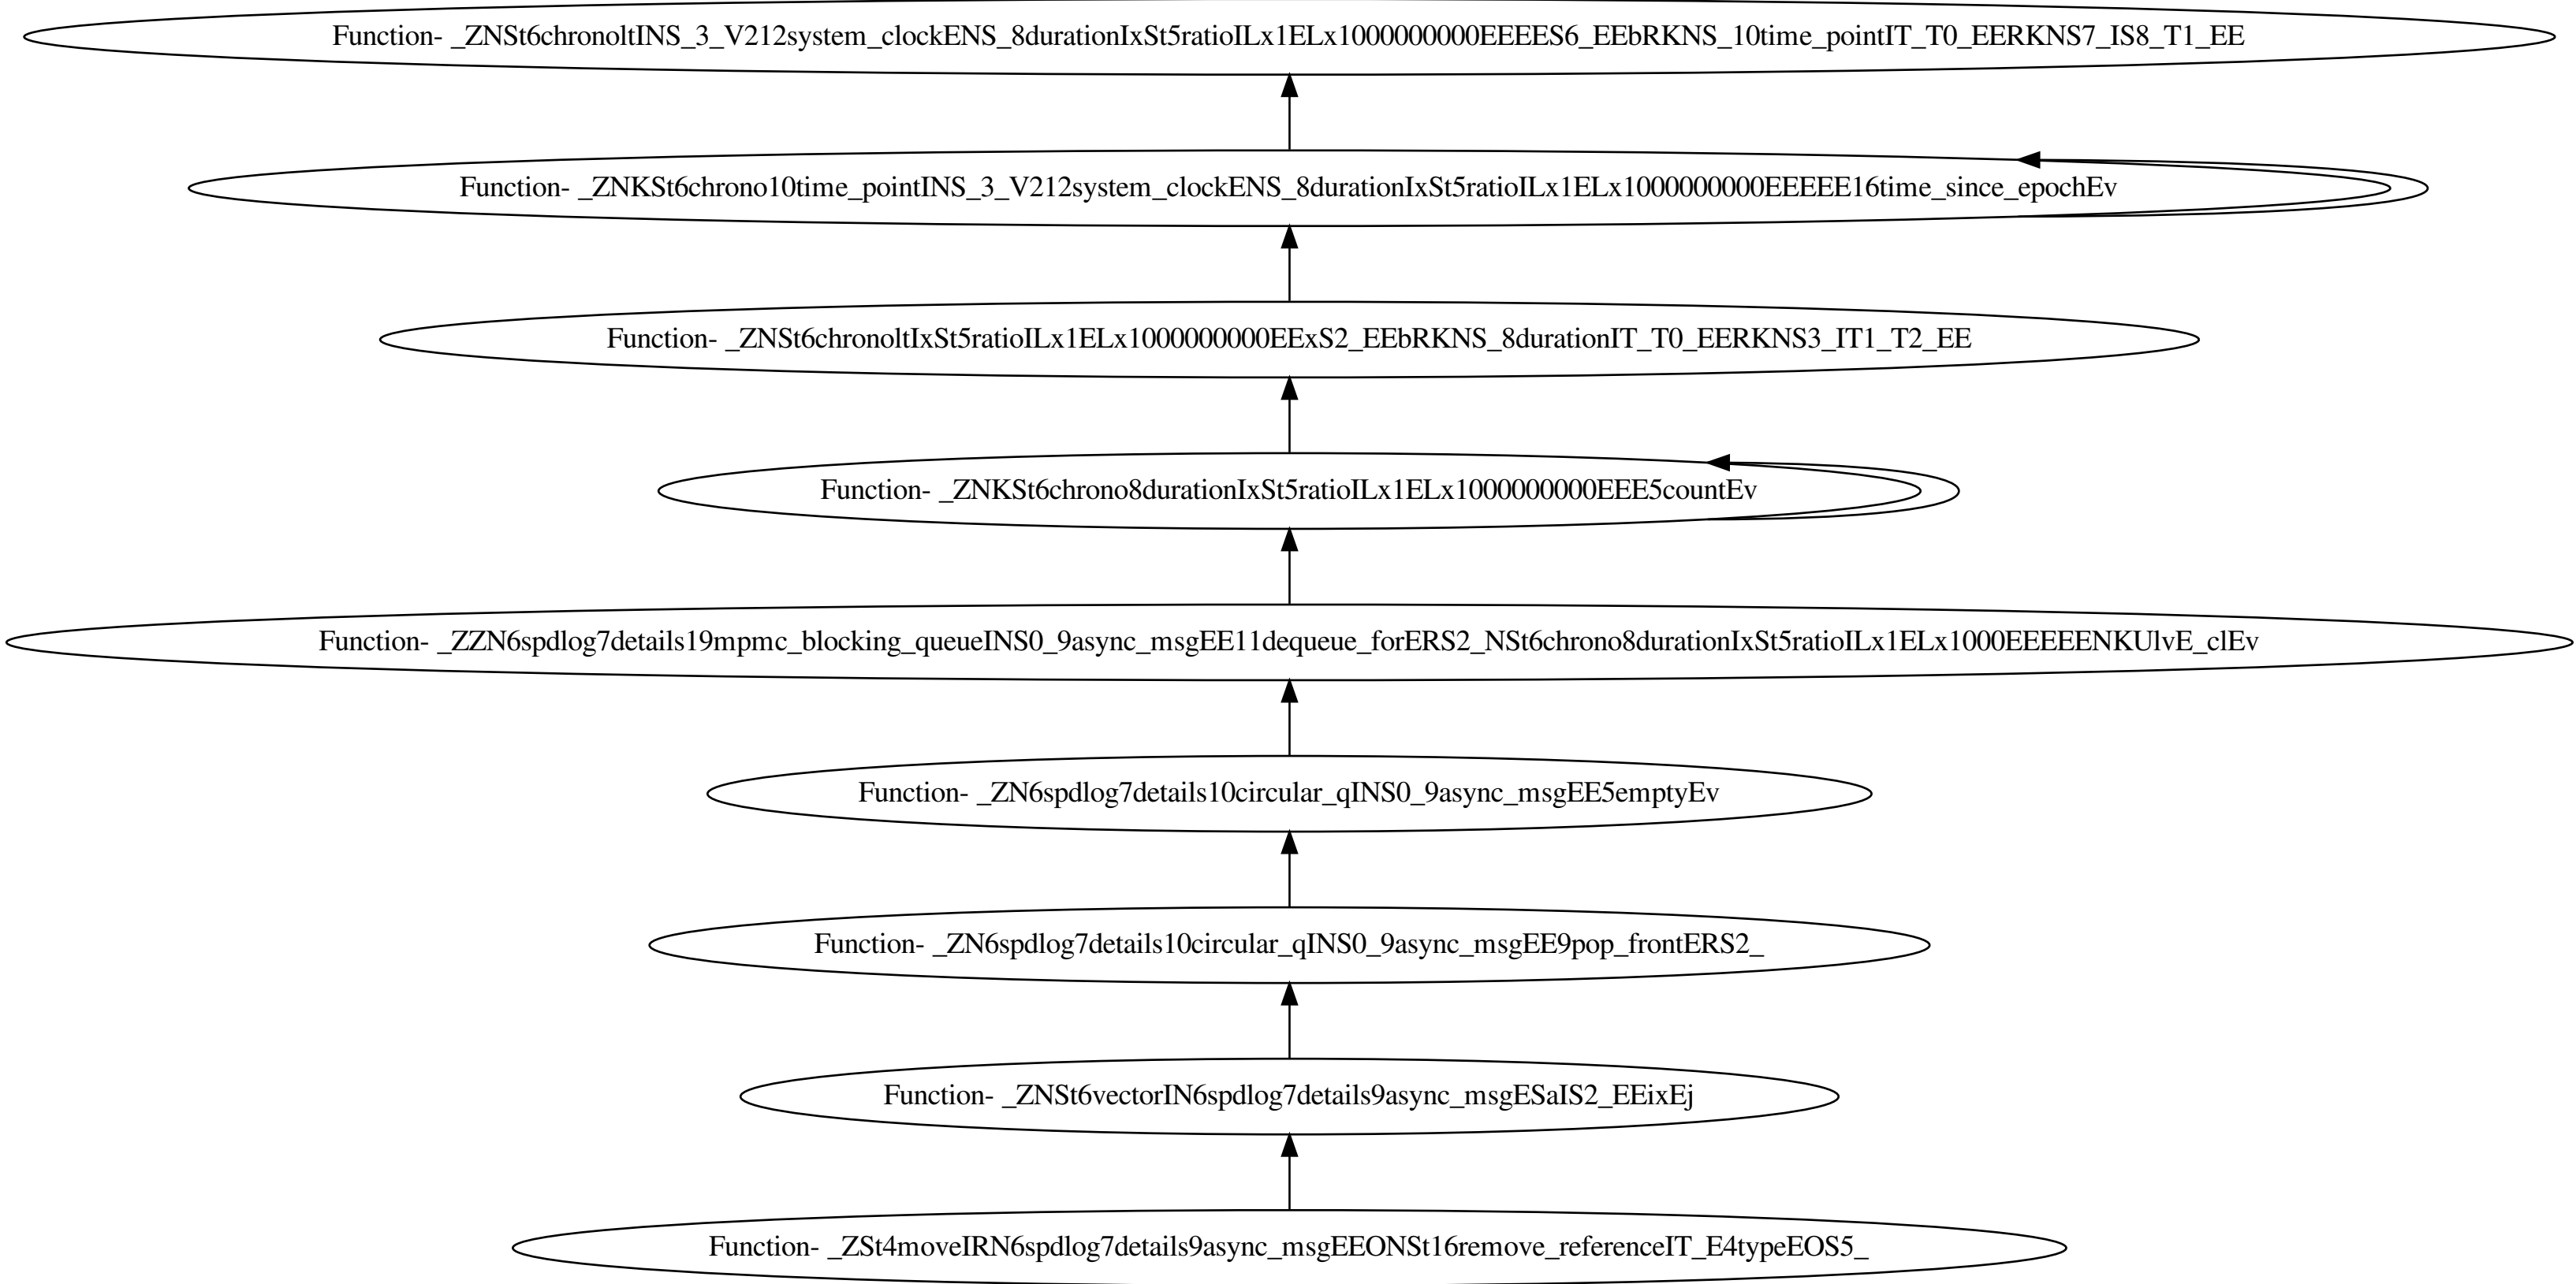 Function- _ZNSt6chronoltINS_3_V212system_clockENS_8durationIxSt5ratioILx1ELx1000000000EEEES6_EEbRKNS_10time_pointIT_T0_EERKNS7_IS8_T1_EE
Function- _ZNKSt6chrono10time_pointINS_3_V212system_clockENS_8durationIxSt5ratioILx1ELx1000000000EEEEE16time_since_epochEv
Function- _ZNSt6chronoltIxSt5ratioILx1ELx1000000000EExS2_EEbRKNS_8durationIT_T0_EERKNS3_IT1_T2_EE
Function- _ZNKSt6chrono8durationIxSt5ratioILx1ELx1000000000EEE5countEv
Function- _ZZN6spdlog7details19mpmc_blocking_queueINS0_9async_msgEE11dequeue_forERS2_NSt6chrono8durationIxSt5ratioILx1ELx1000EEEEENKUlvE_clEv
Function- _ZN6spdlog7details10circular_qINS0_9async_msgEE5emptyEv
Function- _ZN6spdlog7details10circular_qINS0_9async_msgEE9pop_frontERS2_
Function- _ZNSt6vectorIN6spdlog7details9async_msgESaIS2_EEixEj
Function- _ZSt4moveIRN6spdlog7details9async_msgEEONSt16remove_referenceIT_E4typeEOS5_